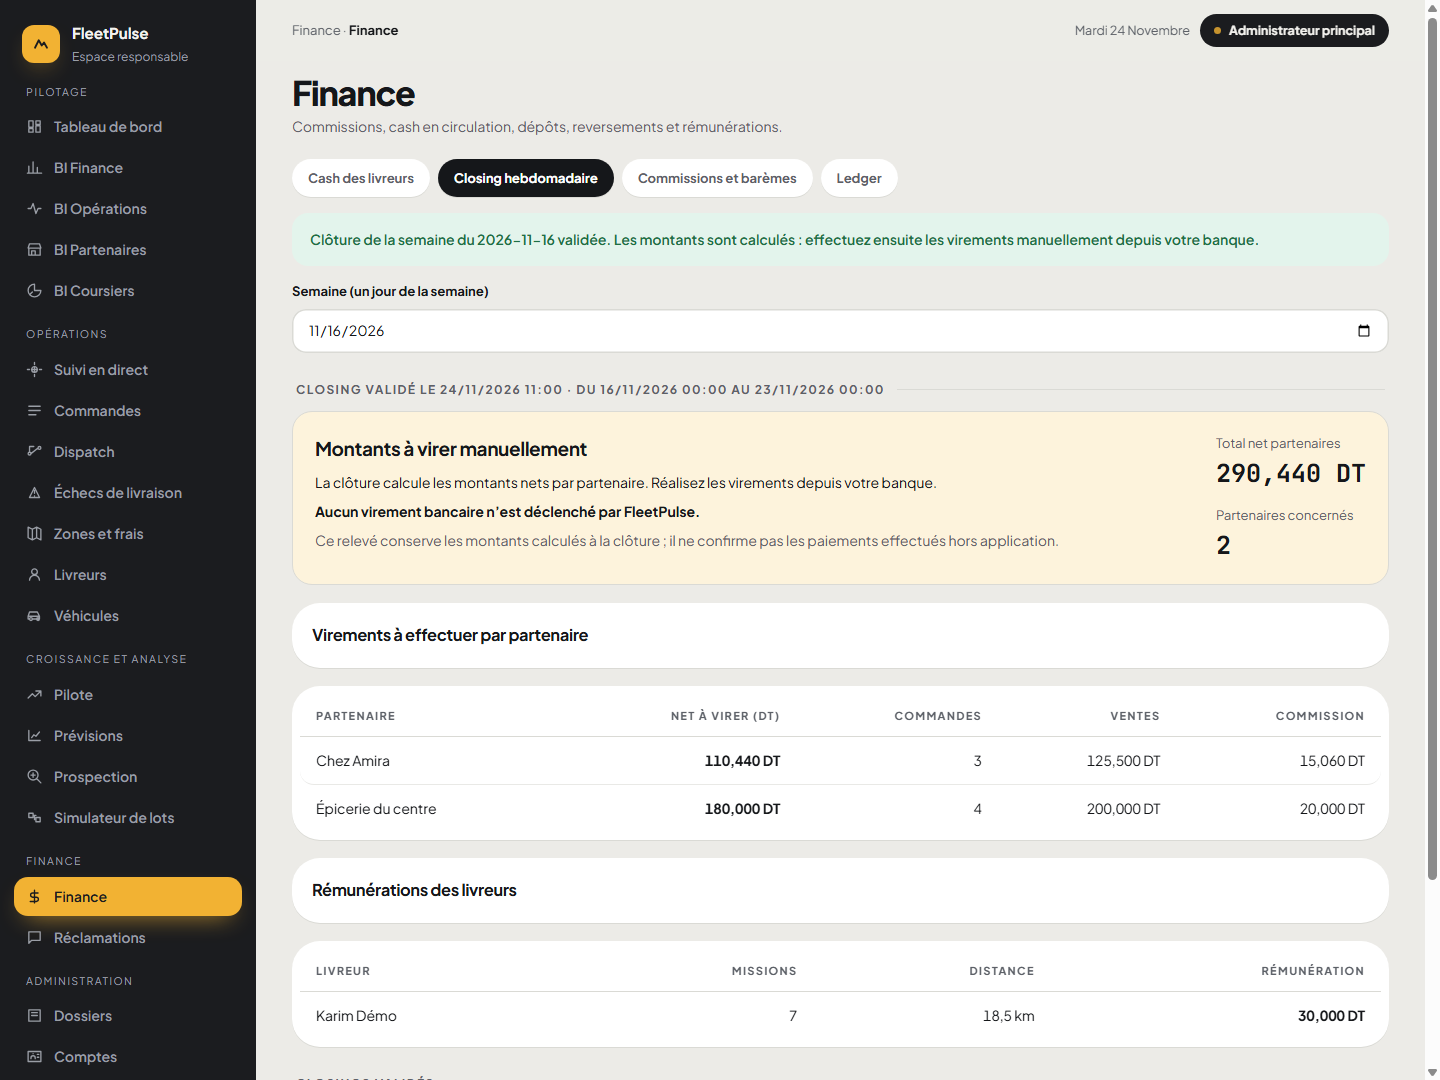 FleetPulse
Espace responsable
PILOTAGE
Tableau de bord
BI Finance
BI Opérations
BI Partenaires
BI Coursiers
OPÉRATIONS
Suivi en direct
Commandes
Dispatch
Échecs de livraison
Zones et frais
Livreurs
Véhicules
CROISSANCE ET ANALYSE
Pilote
Prévisions
Prospection
Simulateur de lots
FINANCE
Finance
Réclamations
ADMINISTRATION
Dossiers
Comptes
Finance · Finance
Mardi 24 Novembre
Administrateur principal
Finance
Commissions, cash en circulation, dépôts, reversements et rémunérations.
Cash des livreurs
Closing hebdomadaire
Commissions et barèmes
Ledger
Clôture de la semaine du 2026-11-16 validée. Les montants sont calculés : effectuez ensuite les virements manuellement depuis votre banque.
Semaine (un jour de la semaine)
11/16/2026
CLOSING VALIDÉ LE 24/11/2026 11:00 · DU 16/11/2026 00:00 AU 23/11/2026 00:00
Montants à virer manuellement
La clôture calcule les montants nets par partenaire. Réalisez les virements depuis votre banque.
Aucun virement bancaire n’est déclenché par FleetPulse.
Ce relevé conserve les montants calculés à la clôture ; il ne confirme pas les paiements effectués hors application.
Total net partenaires
290,440 DT
Partenaires concernés
2
Virements à effectuer par partenaire
PARTENAIRE NET À VIRER (DT) COMMANDES VENTES COMMISSION
Chez Amira 110,440 DT 3 125,500 DT 15,060 DT
Épicerie du centre 180,000 DT 4 200,000 DT 20,000 DT
Rémunérations des livreurs
LIVREUR MISSIONS DISTANCE RÉMUNÉRATION
Karim Démo 7 18,5 km 30,000 DT
CLOSINGS VALIDÉS